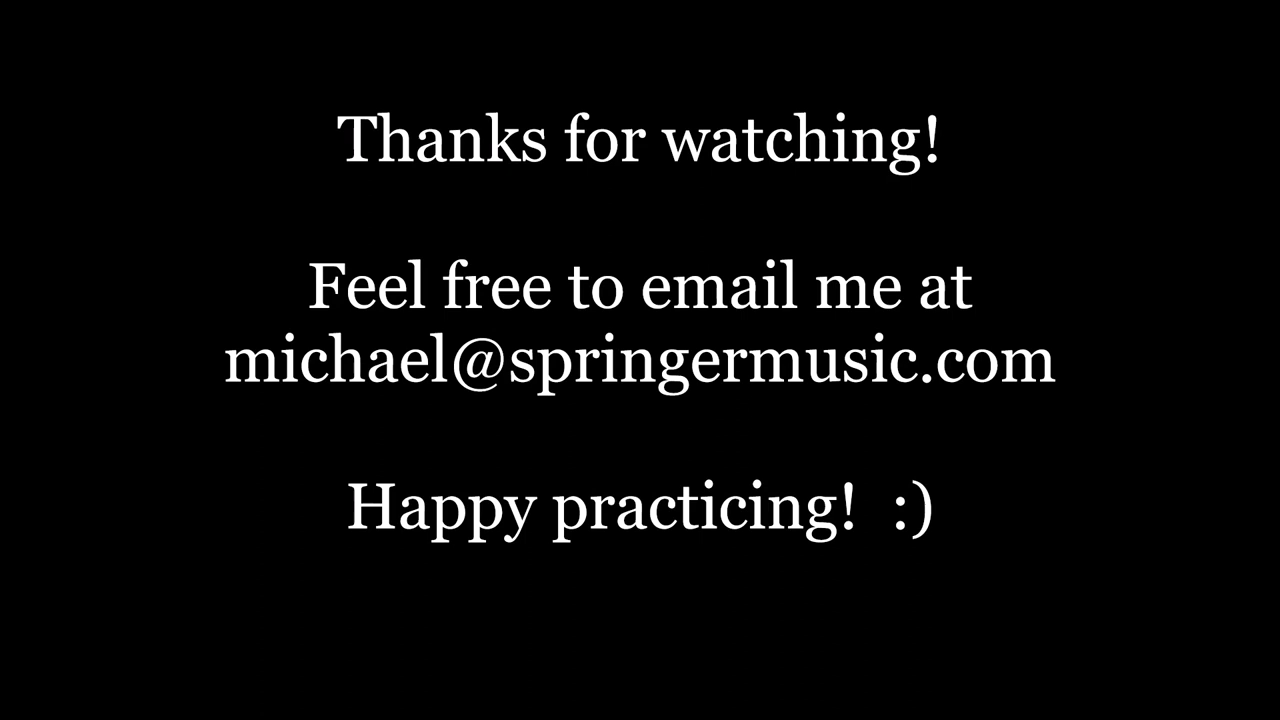 Thanks for watching!
Feel free to email me at
michael@springermusic.com
Happy practicing!  :)